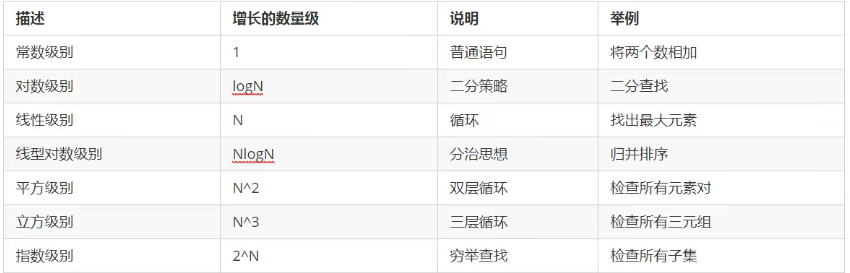 描述 增长的数量级 说明 举例
常数级别 1 普通语句 将两个数相加
对数级别 logN 二分策略 二分查找
线性级别 N 循环 找出最大元素
线型对数级别 NlogN 分治思想 归并排序
平方级别 N^2 双层循环 检查所有元素对
立方级别 N^3 三层循环 检查所有三元组
指数级别 2^N 穷举查找 检查所有子集